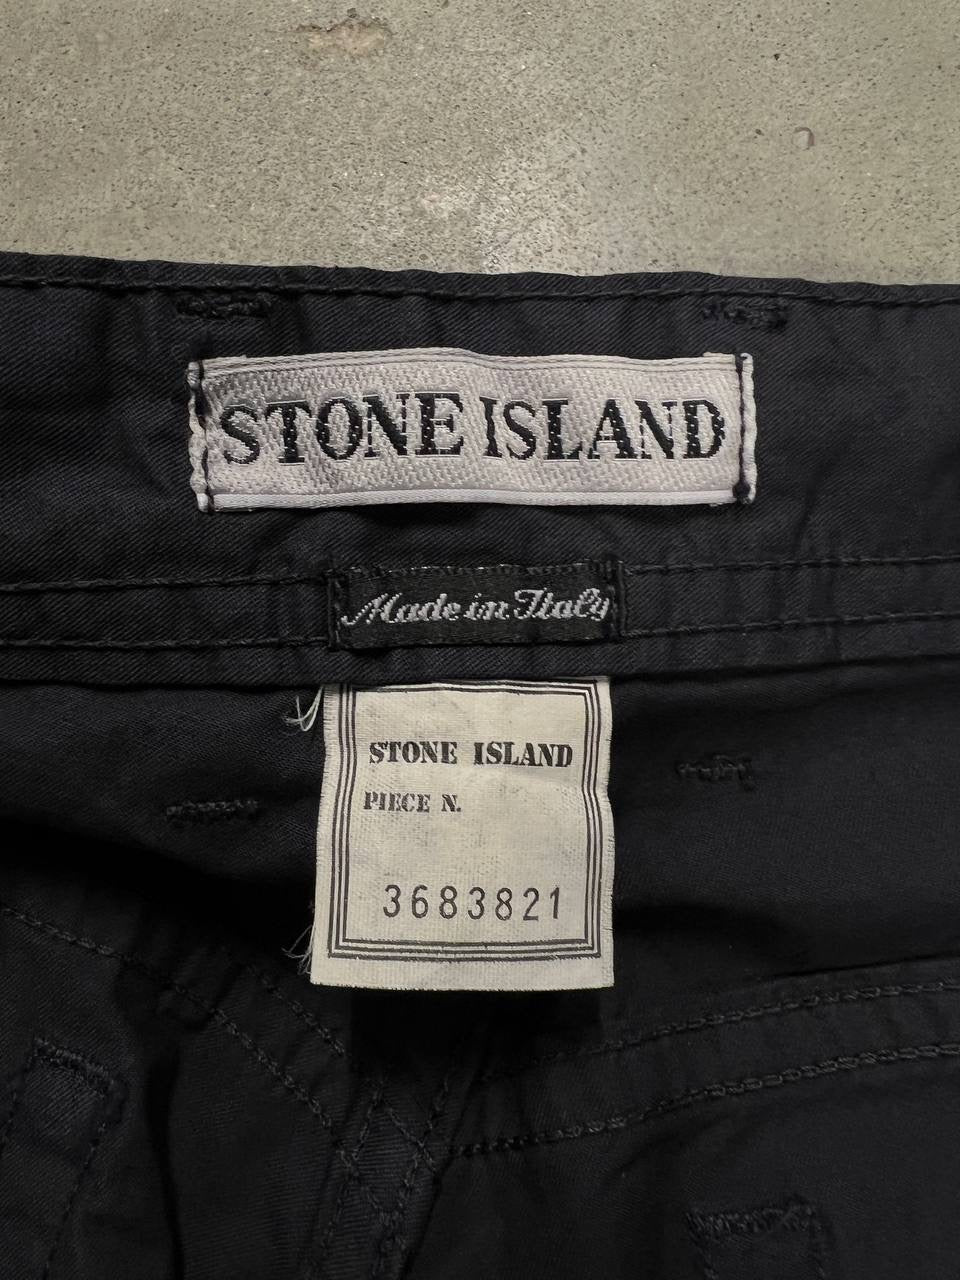 STONE ISLAND
Made in Italy
STONE ISLAND
PIECE N.
3683821